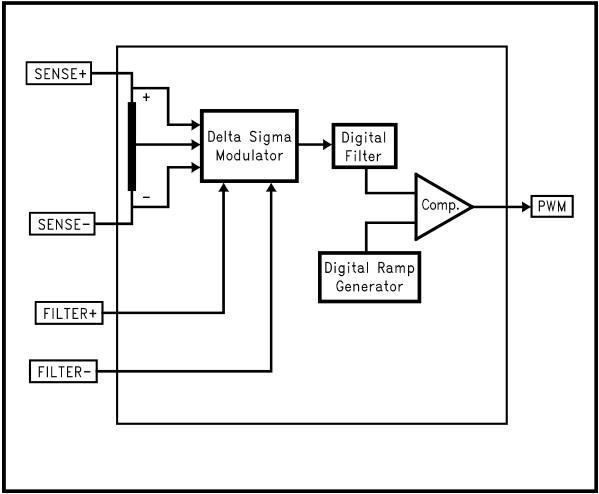 SENSE+
+
Delta Sigma
Modulator
Digital
Filter
–
SENSE–
Comp.
PWM
Digital Ramp
Generator
FILTER+
FILTER–